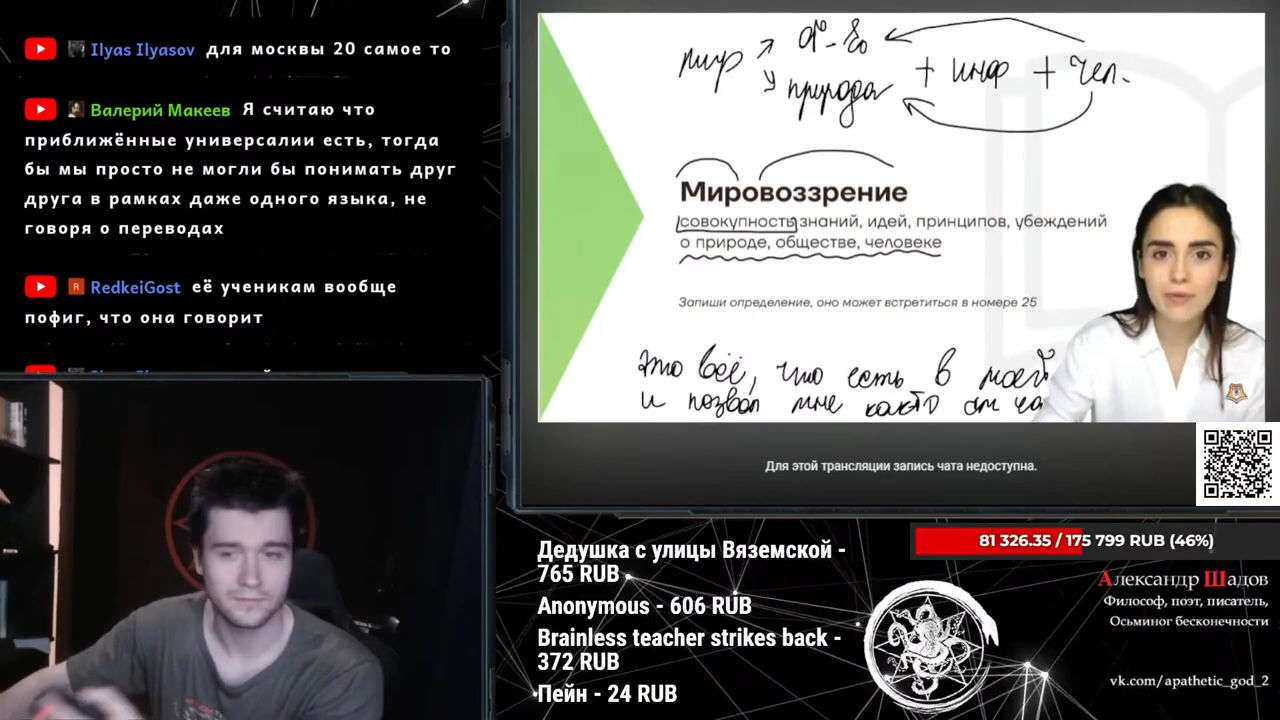 Ilyas Ilyasov для москвы 20 самое то
Валерий Макеев Я считаю что
приближённые универсалии есть, тогда
бы мы просто не могли бы понимать друг
друга в рамках даже одного языка, не
говоря о переводах
RedkeiGost её ученикам вообще
пофиг, что она говорит
мир
природа + инф + чел.
Мировоззрение
совокупность знаний, идей, принципов, убеждений
о природе, обществе, человеке
Запиши определение, оно может встретиться в номере 25
Это всё, что есть в моей
и позвол мне както
Для этой трансляции запись чата недоступна.
Дедушка с улицы Вяземской -
765 RUB
Anonymous - 606 RUB
Brainless teacher strikes back -
372 RUB
Пейн - 24 RUB
81 326.35 / 175 799 RUB (46%)
Александр Шадов
Философ, поэт, писатель,
Осьминог бесконечности
vk.com/apathetic_god_2